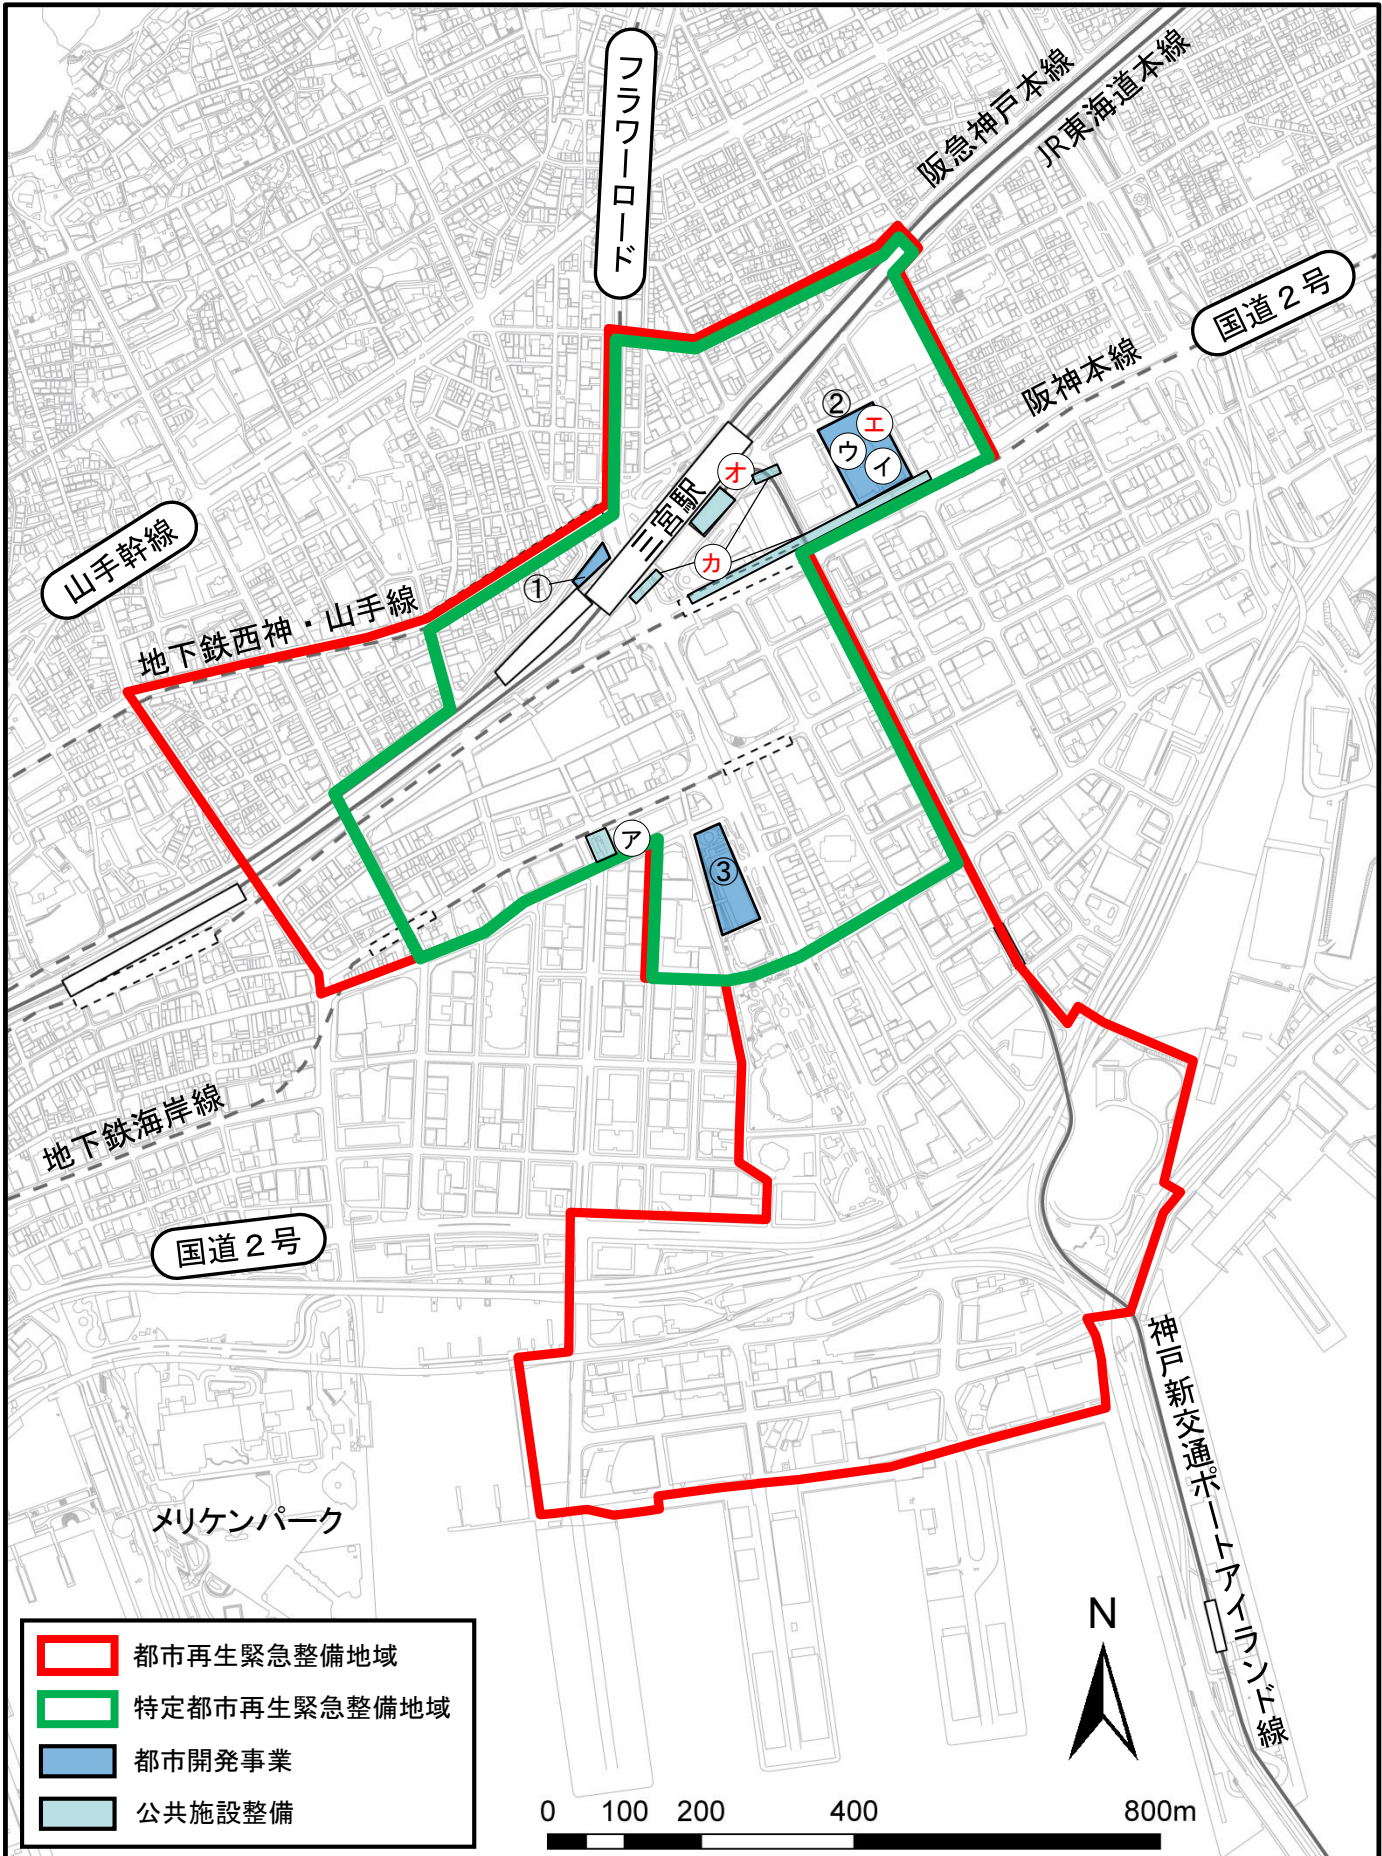 フラワーロード
阪急神戸本線
JR東海道本線
国道2号
阪神本線
②
エ
ウ
イ
オ
三宮駅
カ
山手幹線
①
地下鉄西神・山手線
ア
③
地下鉄海岸線
国道2号
神戸新交通ポートアイランド線
メリケンパーク
N
都市再生緊急整備地域
特定都市再生緊急整備地域
都市開発事業
公共施設整備
0 100 200 400 800m